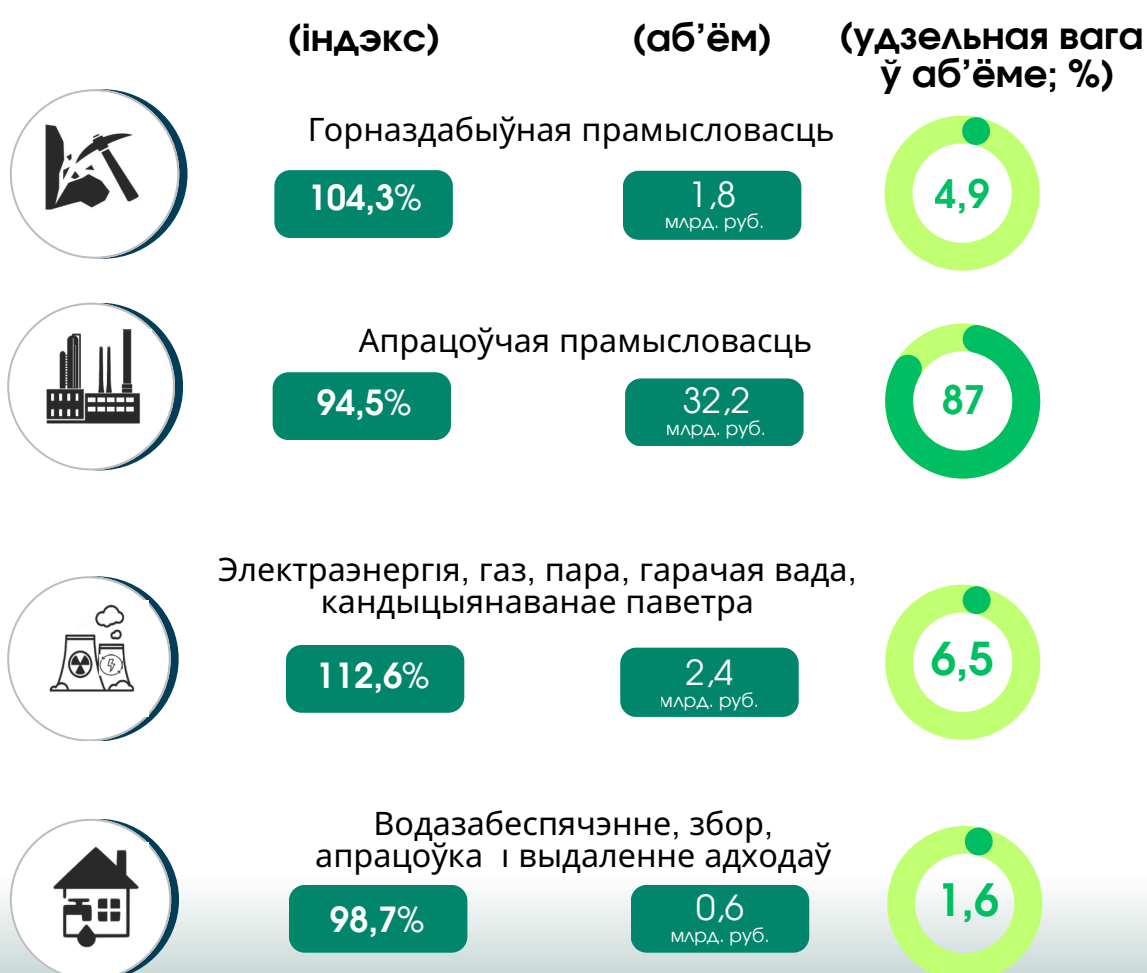 (індэкс)
(аб’ём)
(удзельная вага
ў аб’ёме; %)
Горназдабыўная прамысловасць
104,3%
1,8
млрд. руб.
4,9
Апрацоўчая прамысловасць
94,5%
32,2
млрд. руб.
87
Электраэнергıя, газ, пара, гарачая вада,
кандыцыянаванае паветра
112,6%
2,4
млрд. руб.
6,5
Водазабеспячэнне, збор,
апрацоўка ı выдаленне адходаў
98,7%
0,6
млрд. руб.
1,6